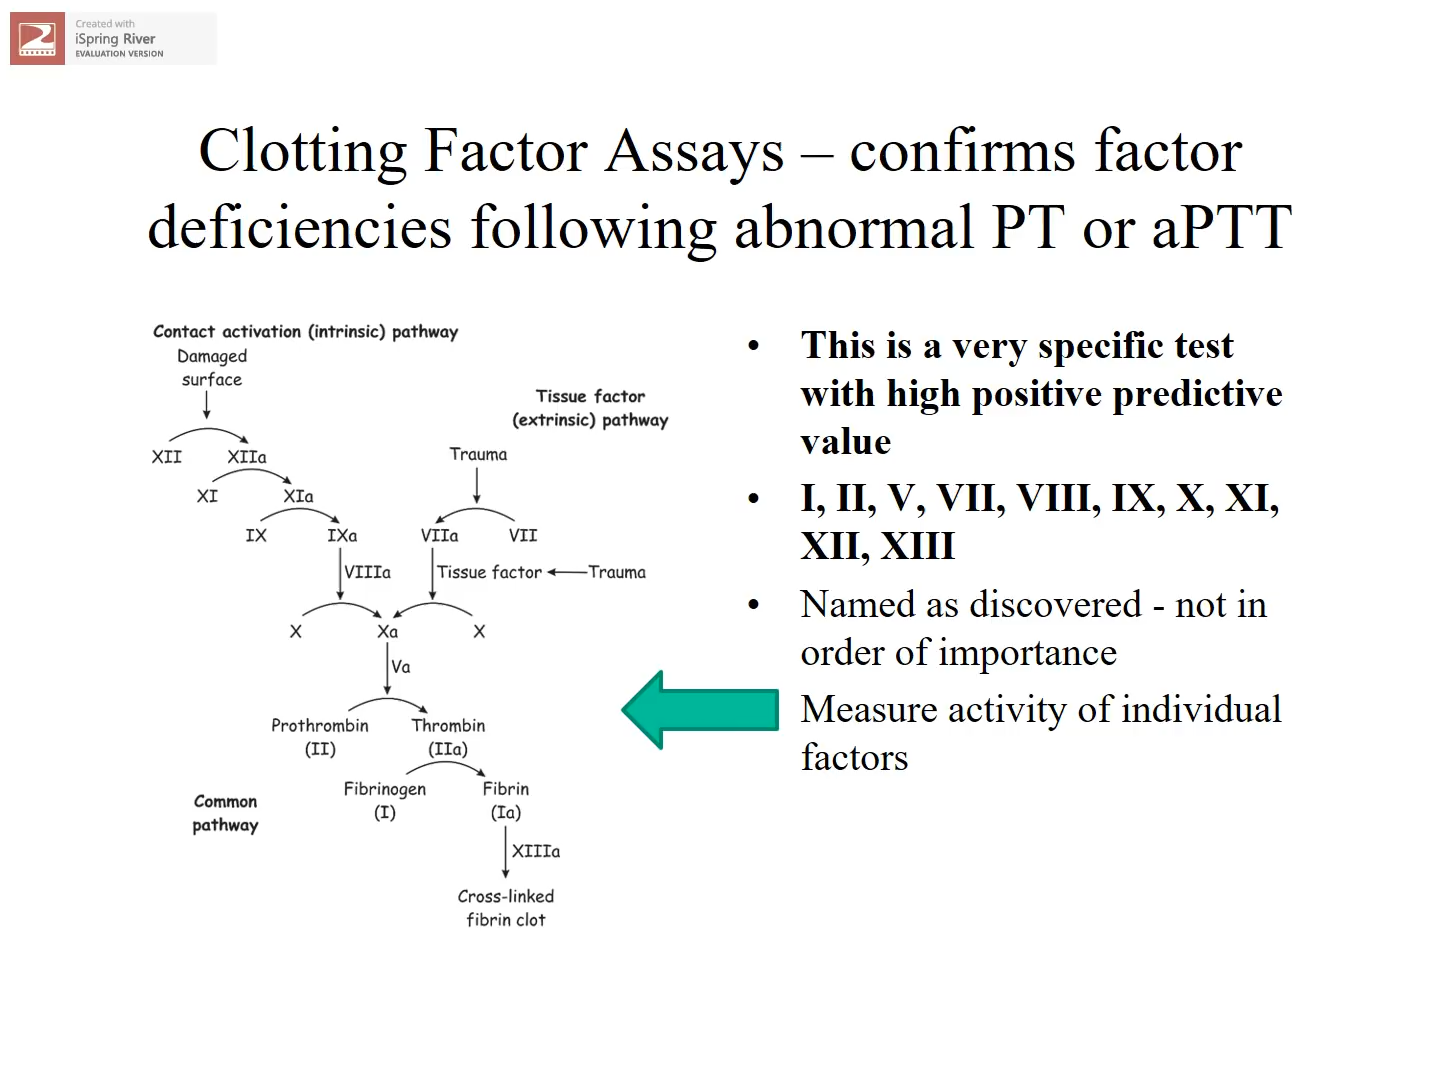 Created with
iSpring River
EVALUATION VERSION
Clotting Factor Assays – confirms factor
deficiencies following abnormal PT or aPTT
Contact activation (intrinsic) pathway
Damaged
surface
Tissue factor
(extrinsic) pathway
Trauma
XII XIIa
XI XIa
IX IXa VIIa VII
VIIIa Tissue factor Trauma
X Xa X
Va
Prothrombin Thrombin
(II) (IIa)
Fibrinogen Fibrin
(I) (Ia)
Common
pathway
XIIIa
Cross-linked
fibrin clot
• This is a very specific test
with high positive predictive
value
• I, II, V, VII, VIII, IX, X, XI,
XII, XIII
• Named as discovered - not in
order of importance
Measure activity of individual
factors